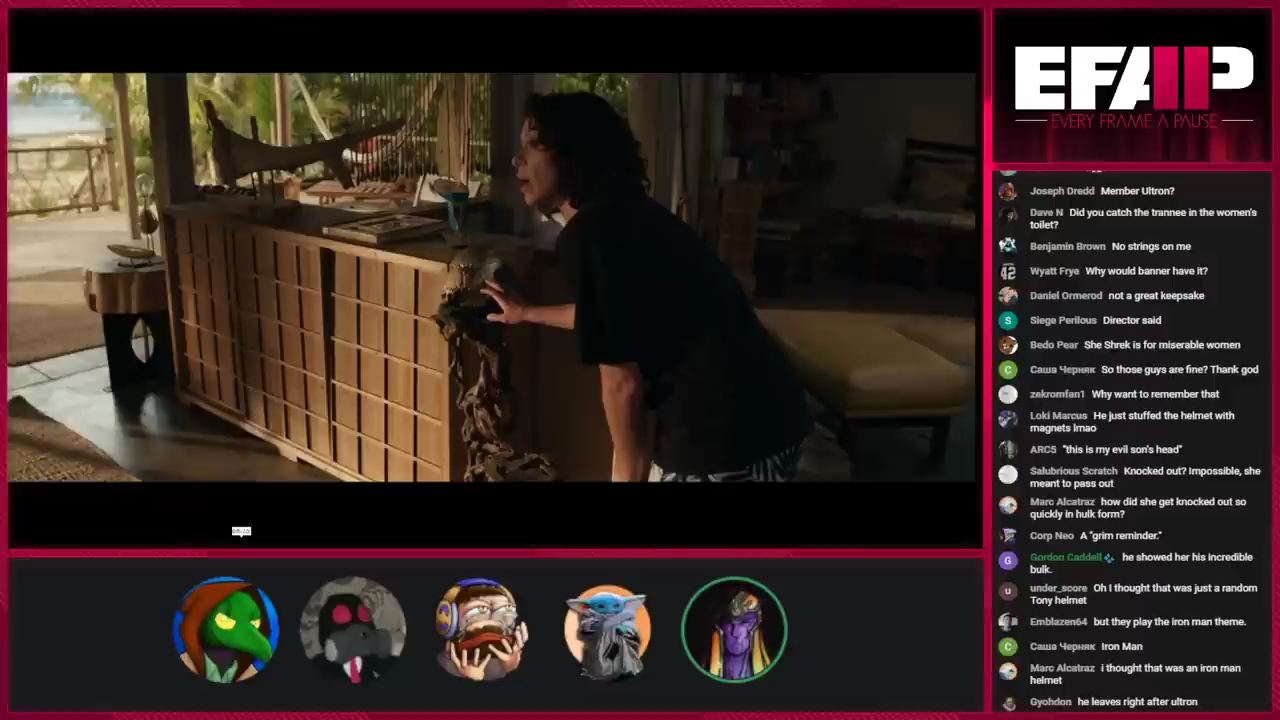 EFAP
EVERY FRAME A PAUSE
Joseph Dredd Member Ultron?
Dave N Did you catch the trannee in the women's
toilet?
Benjamin Brown No strings on me
Wyatt Frye Why would banner have it?
Daniel Ormerod not a great keepsake
Siege Perilous Director said
Bedo Pear She Shrek is for miserable women
Саша Черняк So those guys are fine? Thank god
zekromfan1 Why want to remember that
Loki Marcus He just stuffed the helmet with
magnets lmao
ARC5 "this is my evil son's head"
Salubrious Scratch Knocked out? Impossible, she
meant to pass out
Marc Alcatraz how did she get knocked out so
quickly in hulk form?
Corp Neo A "grim reminder."
Gordon Caddell he showed her his incredible
bulk.
under_score Oh I thought that was just a random
Tony helmet
Emblazen64 but they play the iron man theme.
Саша Черняк Iron Man
Marc Alcatraz i thought that was an iron man
helmet
Gyohdon he leaves right after ultron